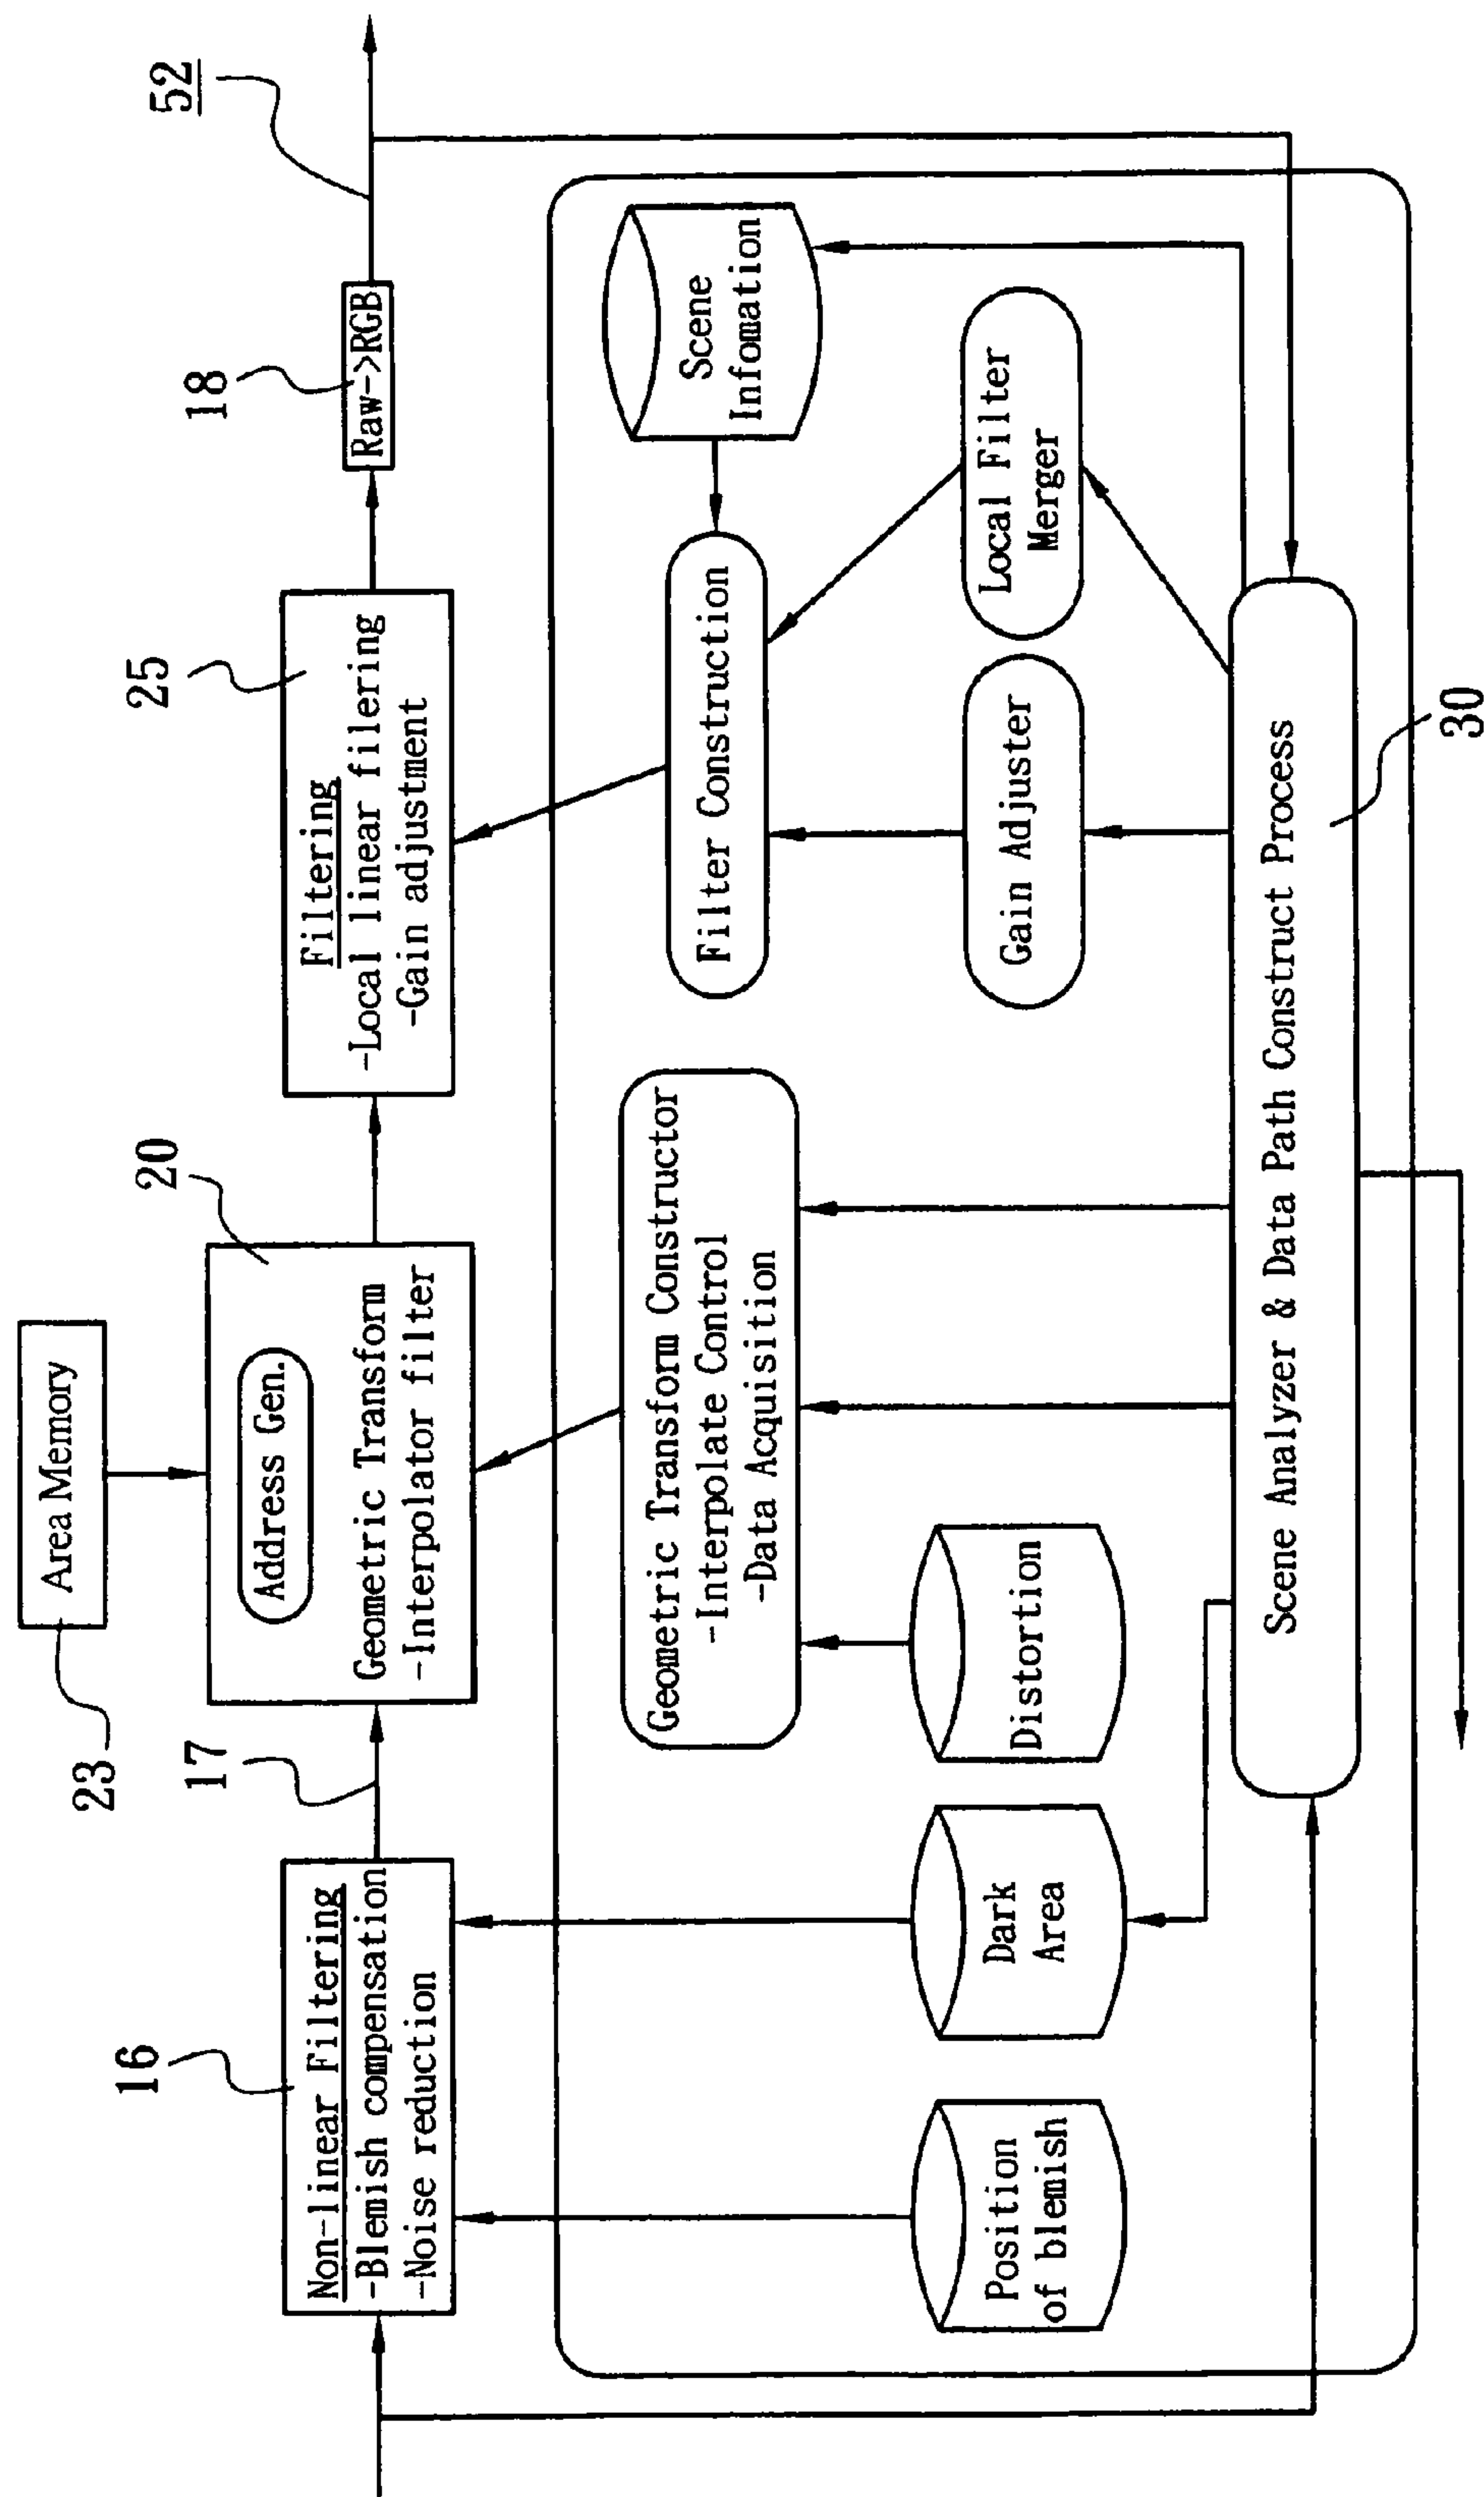 23
Area Memory
16
17
20
25
18
52
Non-linear Filtering
-Blemish compensation
-Noise reduction
Address Gen.
Geometric Transform
-Interpolator filter
Filtering
-Local linear filering
-Gain adjustment
Raw->RGB
Geometric Transform Constructor
-Interpolate Control
-Data Acquisition
Filter Construction
Scene
Infomation
Position
of blemish
Dark
Area
Distortion
Gain Adjuster
Local Filter
Merger
Scene Analyzer & Data Path Construct Process
30